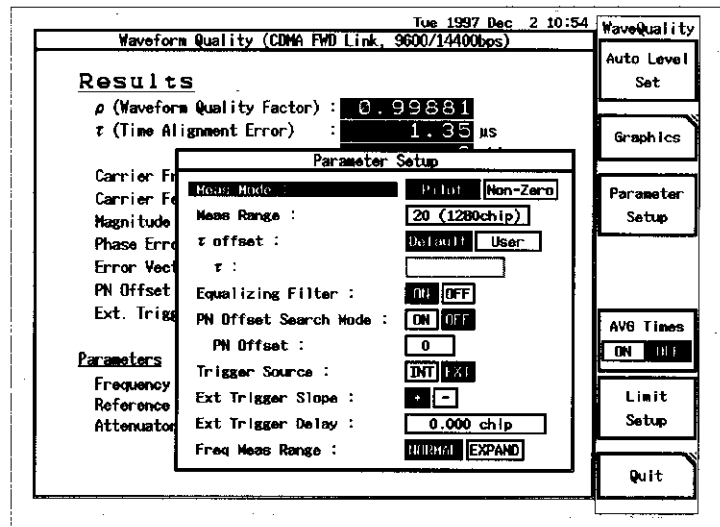 Tue 1997 Dec 2 10:54
Waveform Quality (CDMA FWD Link, 9600/14400bps)
Results
ρ (Waveform Quality Factor) : 0.99881
τ (Time Alignment Error) : 1.35 μs
Carrier Fr
Carrier Fe
Magnitude
Phase Erro
Error Vect
PN Offset
Ext. Trigg
Parameters
Frequency
Reference
Attenuator
Parameter Setup
Meas Mode : Pilot Non-Zero
Meas Range : 20 (1280chip)
τ offset : Default User
τ :
Equalizing Filter : ON OFF
PN Offset Search Mode : ON OFF
PN Offset : 0
Trigger Source : INT EXT
Ext Trigger Slope : + -
Ext Trigger Delay : 0.000 chip
Freq Meas Range : NORMAL EXPAND
WaveQuality
Auto Level
Set
Graphics
Parameter
Setup
AVG Times
ON OFF
Limit
Setup
Quit